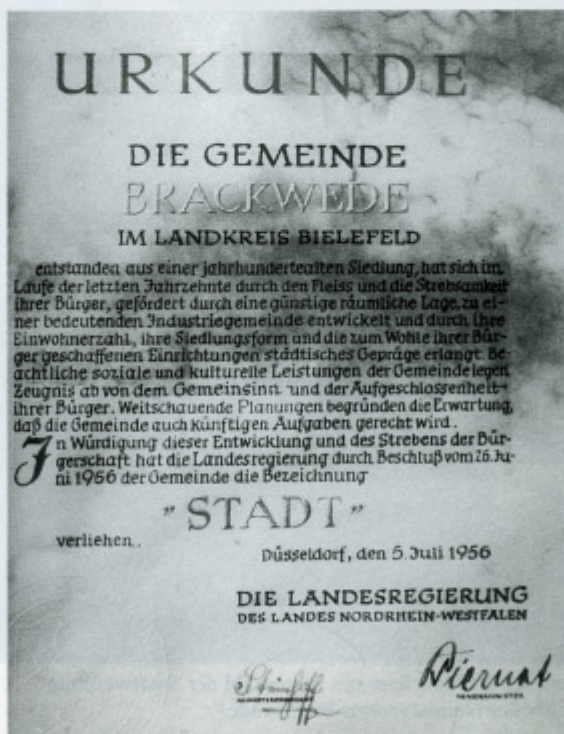 URKUNDE
DIE GEMEINDE
BRACKWEDE
IM LANDKREIS BIELEFELD
entstanden aus einer jahrhundertealten Siedlung, hat sich im
Laufe der letzten Jahrzehnte durch den Fleiss und die Strebsamkeit
ihrer Bürger, gefördert durch eine günstige räumliche Lage, zu ei-
ner bedeutenden Industriegemeinde entwickelt und durch ihre
Einwohnerzahl, ihre Siedlungsform und die zum Wohle ihrer Bür-
ger geschaffenen Einrichtungen städtisches Gepräge erlangt. Be-
achtliche soziale und kulturelle Leistungen der Gemeinde legen
Zeugnis ab von dem Gemeinsinn und der Aufgeschlossenheit
ihrer Bürger. Weitschauende Planungen begründen die Erwartung,
daß die Gemeinde auch künftigen Aufgaben gerecht wird.
In Würdigung dieser Entwicklung und des Strebens der Bür-
gerschaft hat die Landesregierung durch Beschluß vom 26. Ju-
ni 1956 der Gemeinde die Bezeichnung
"STADT"
verliehen.
Düsseldorf, den 5. Juli 1956
DIE LANDESREGIERUNG
DES LANDES NORDRHEIN-WESTFALEN
Steinhoff
Biernat
INNENMINISTER